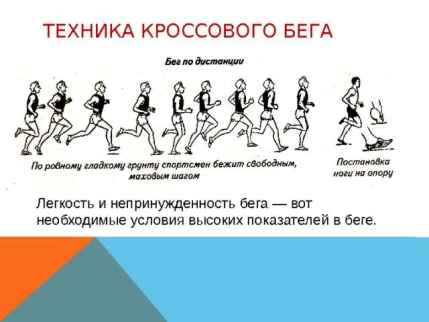 ТЕХНИКА КРОССОВОГО БЕГА
Бег по дистанции
По ровному гладкому грунту спортсмен бежит свободным,
маховым шагом
Постановка
ноги на опору
Легкость и непринужденность бега — вот
необходимые условия высоких показателей в беге.